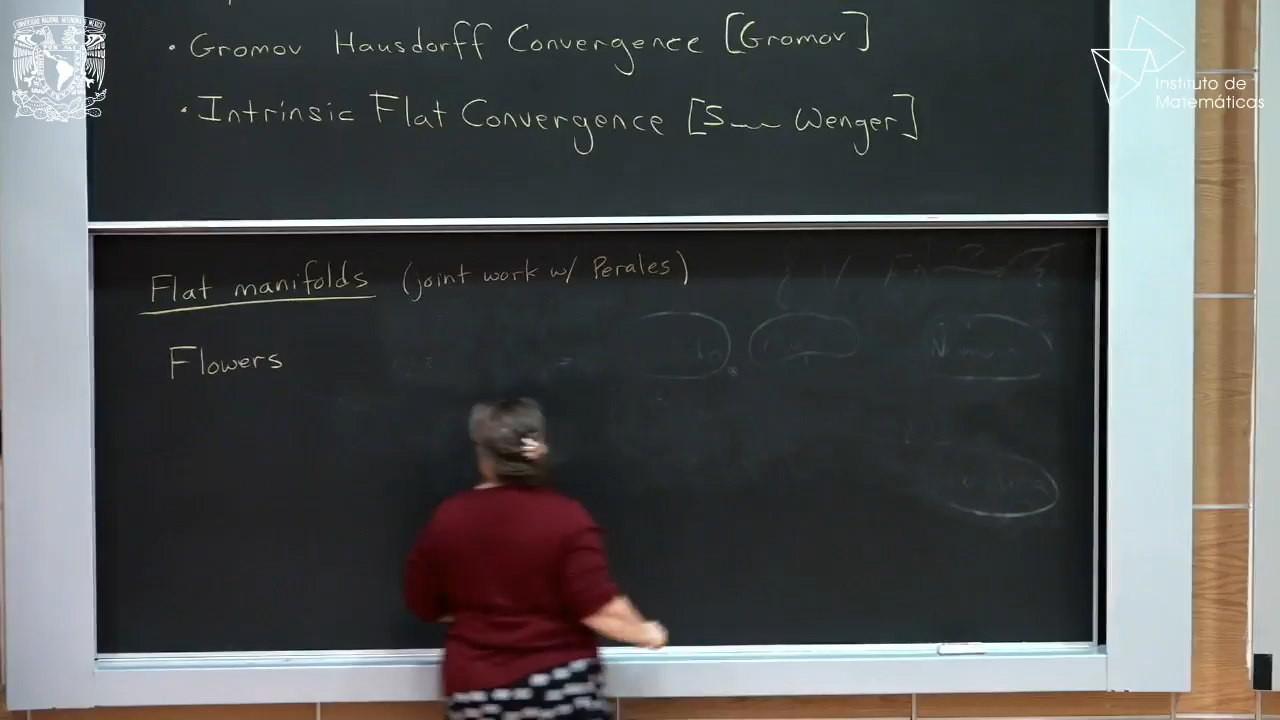 • Gromov Hausdorff Convergence [Gromov]
• Intrinsic Flat Convergence [S Wenger]
Instituto de
Matemáticas
Flat manifolds (joint work w/ Perales)
Flowers